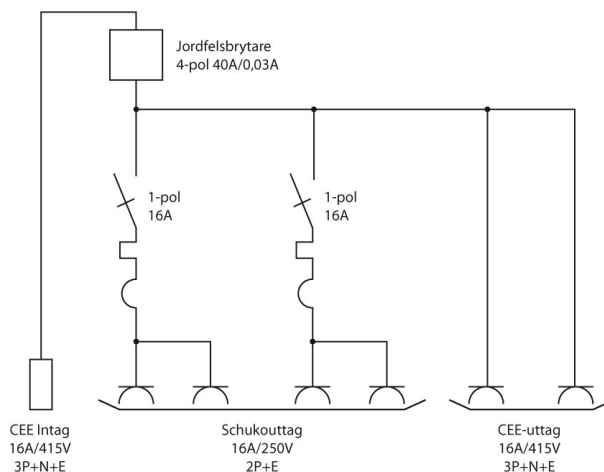 Jordfelsbrytare
4-pol 40A/0,03A
1-pol
16A
1-pol
16A
CEE Intag
16A/415V
3P+N+E
Schukouttag
16A/250V
2P+E
CEE-uttag
16A/415V
3P+N+E